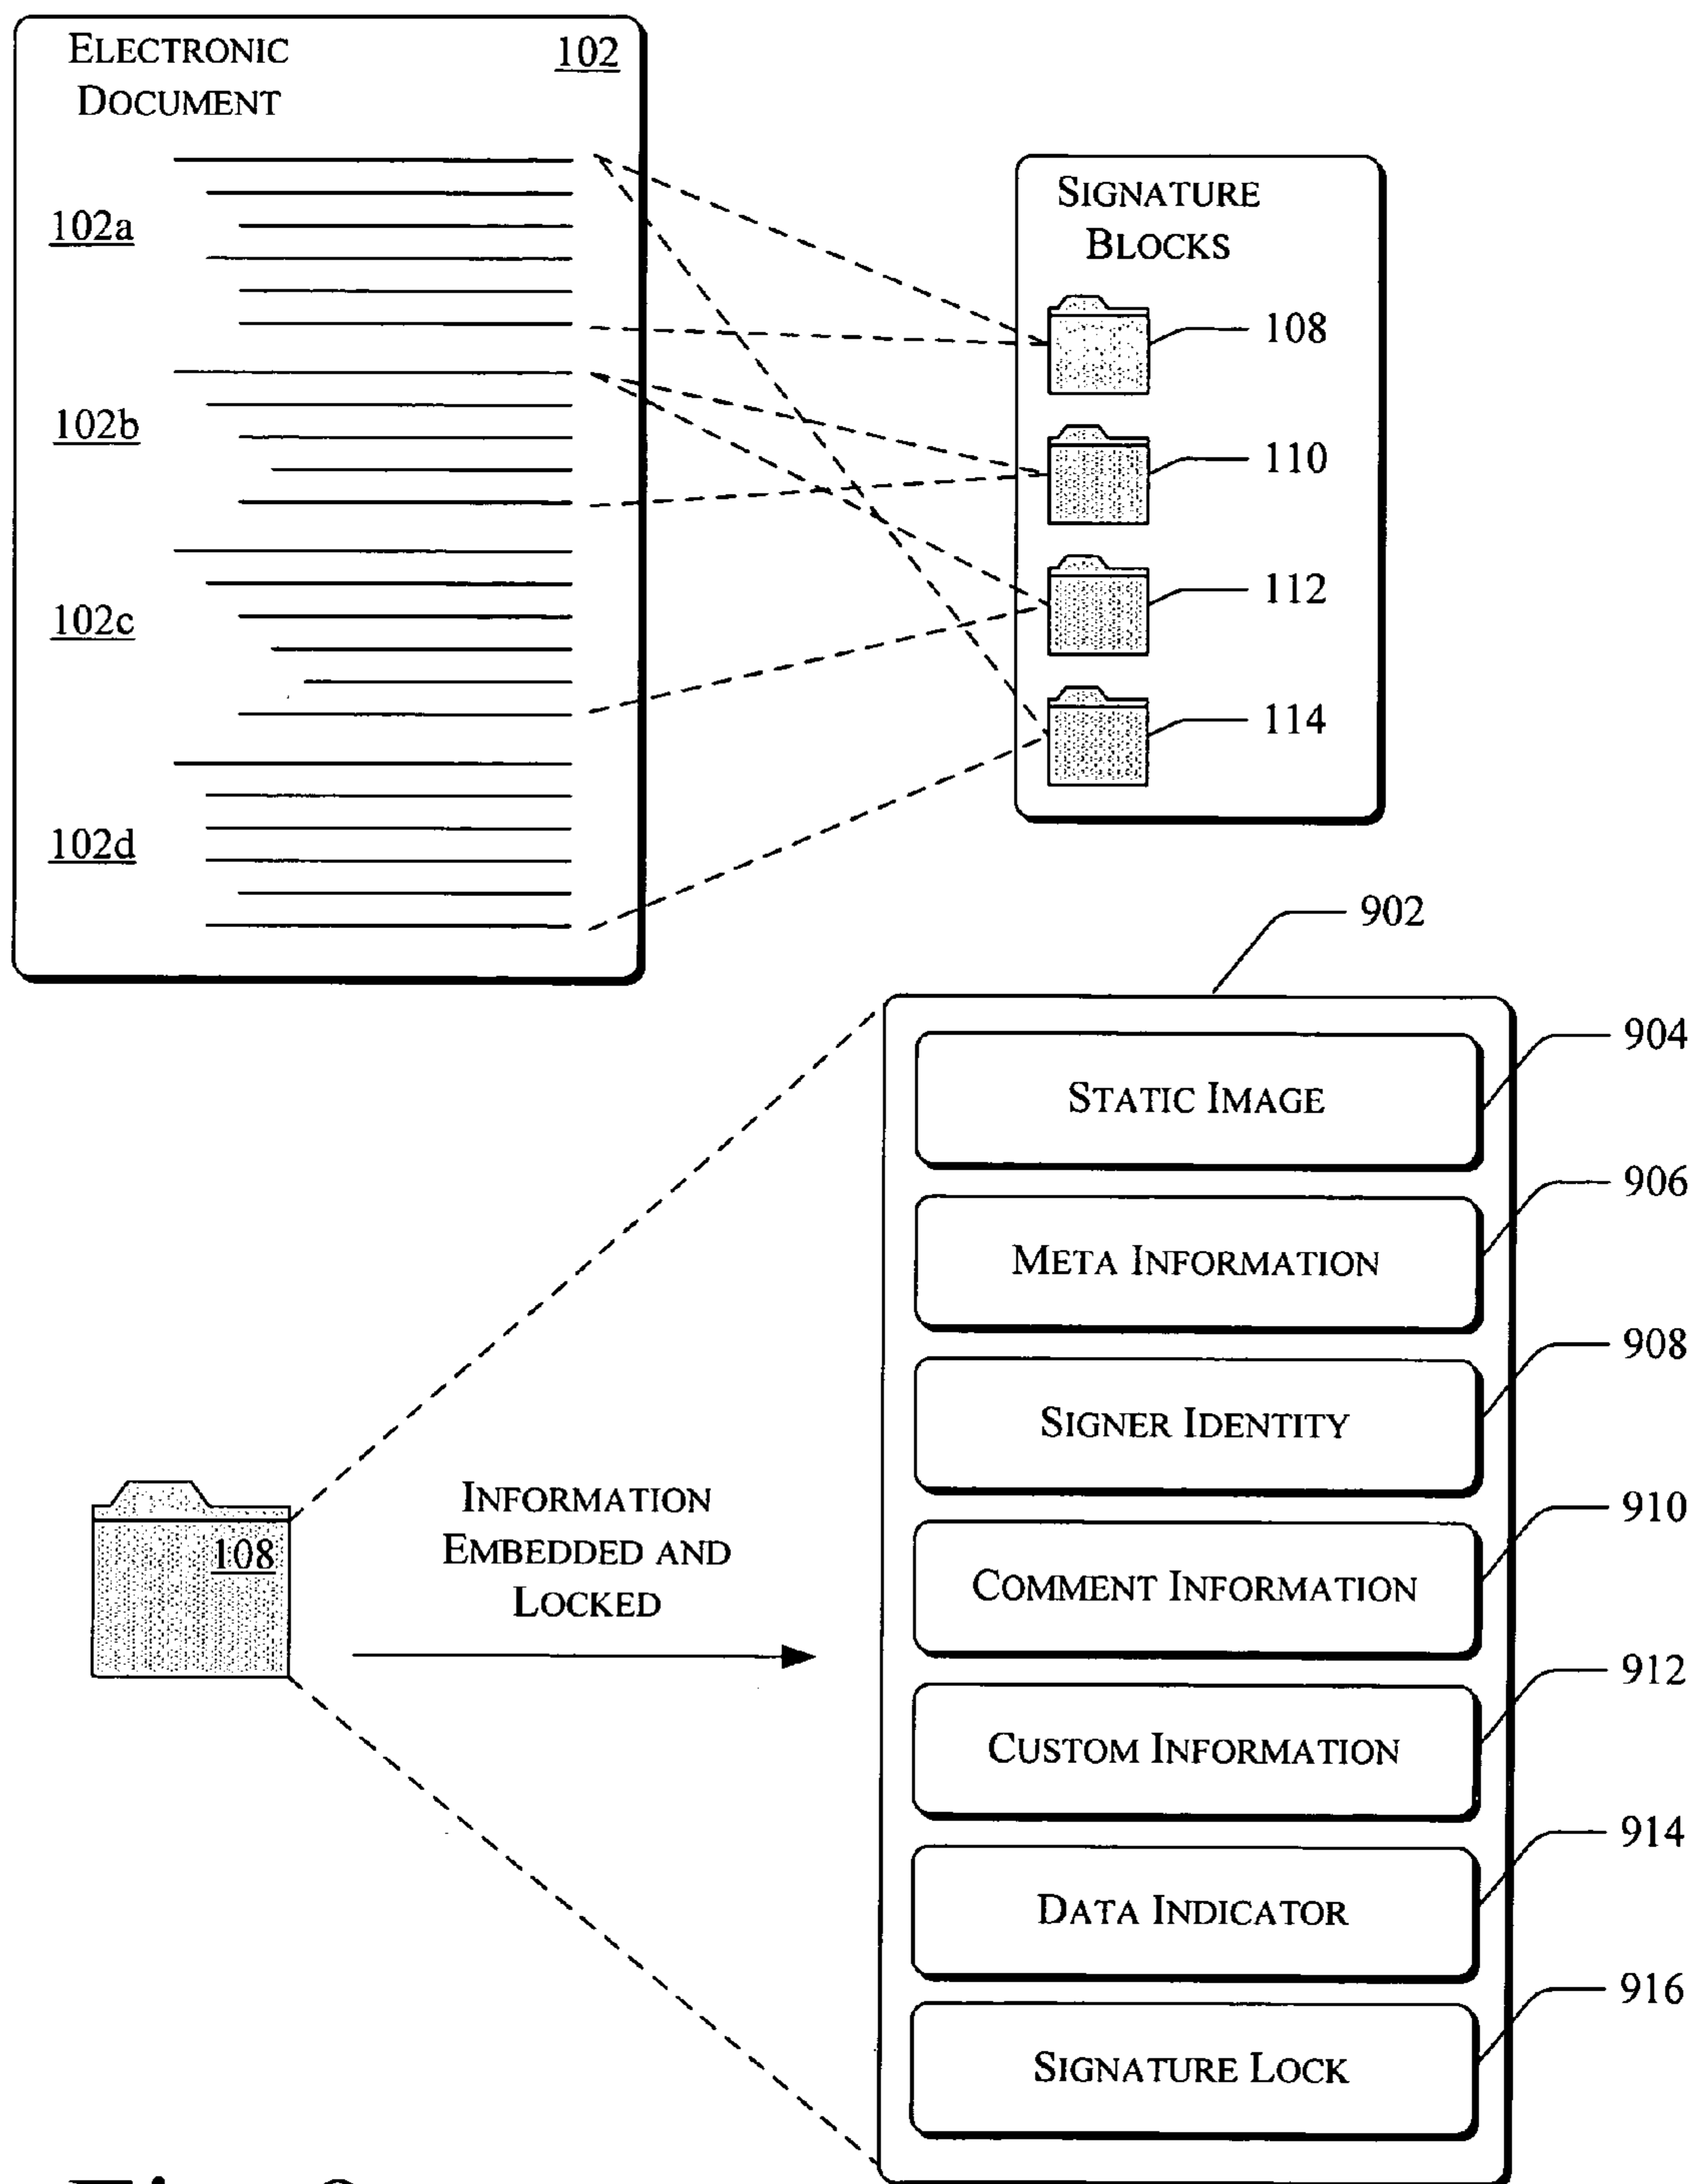 ELECTRONIC 102
DOCUMENT
102a
102b
102c
102d
SIGNATURE
BLOCKS
108
110
112
114
902
904
STATIC IMAGE
906
META INFORMATION
908
SIGNER IDENTITY
910
COMMENT INFORMATION
912
CUSTOM INFORMATION
914
DATA INDICATOR
916
SIGNATURE LOCK
108
INFORMATION
EMBEDDED AND
LOCKED